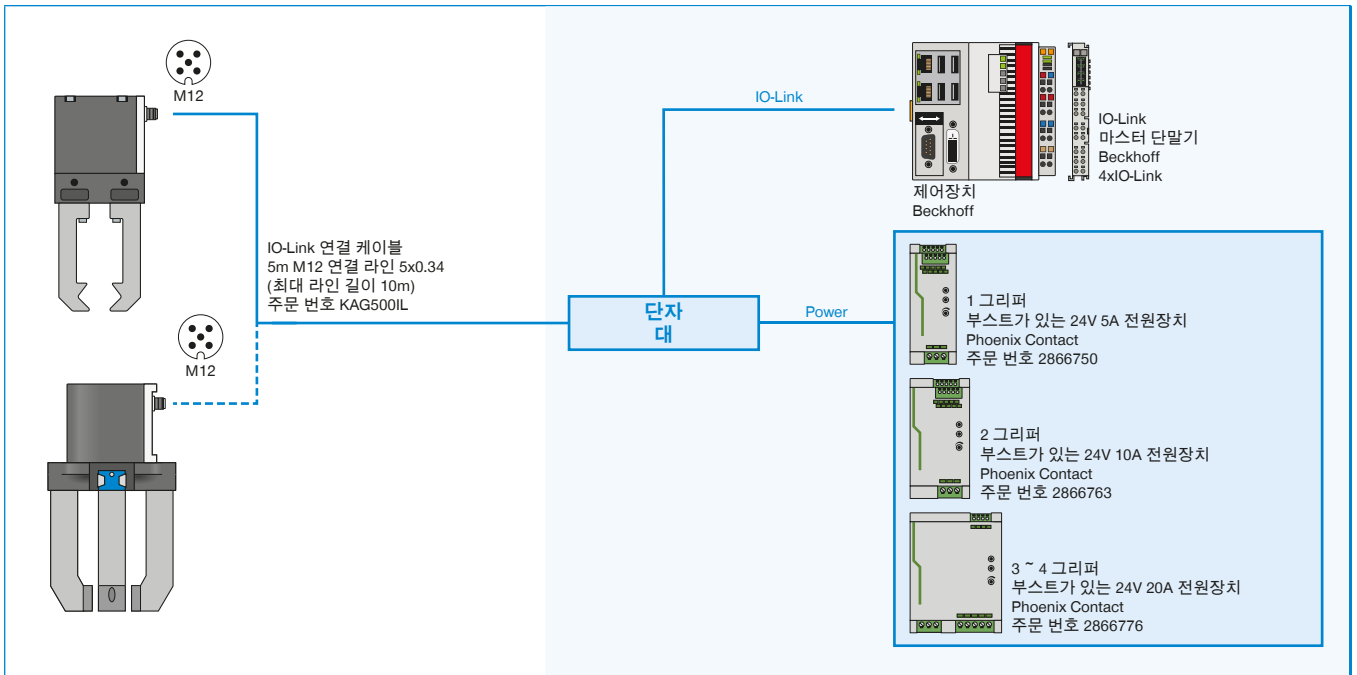 M12
IO-Link 연결 케이블
5m M12 연결 라인 5x0.34
(최대 라인 길이 10m)
주문 번호 KAG500IL
M12
IO-Link
단자
대
Power
제어장치
Beckhoff
IO-Link
마스터 단말기
Beckhoff
4xIO-Link
1 그리퍼
부스트가 있는 24V 5A 전원장치
Phoenix Contact
주문 번호 2866750
2 그리퍼
부스트가 있는 24V 10A 전원장치
Phoenix Contact
주문 번호 2866763
3 ~ 4 그리퍼
부스트가 있는 24V 20A 전원장치
Phoenix Contact
주문 번호 2866776